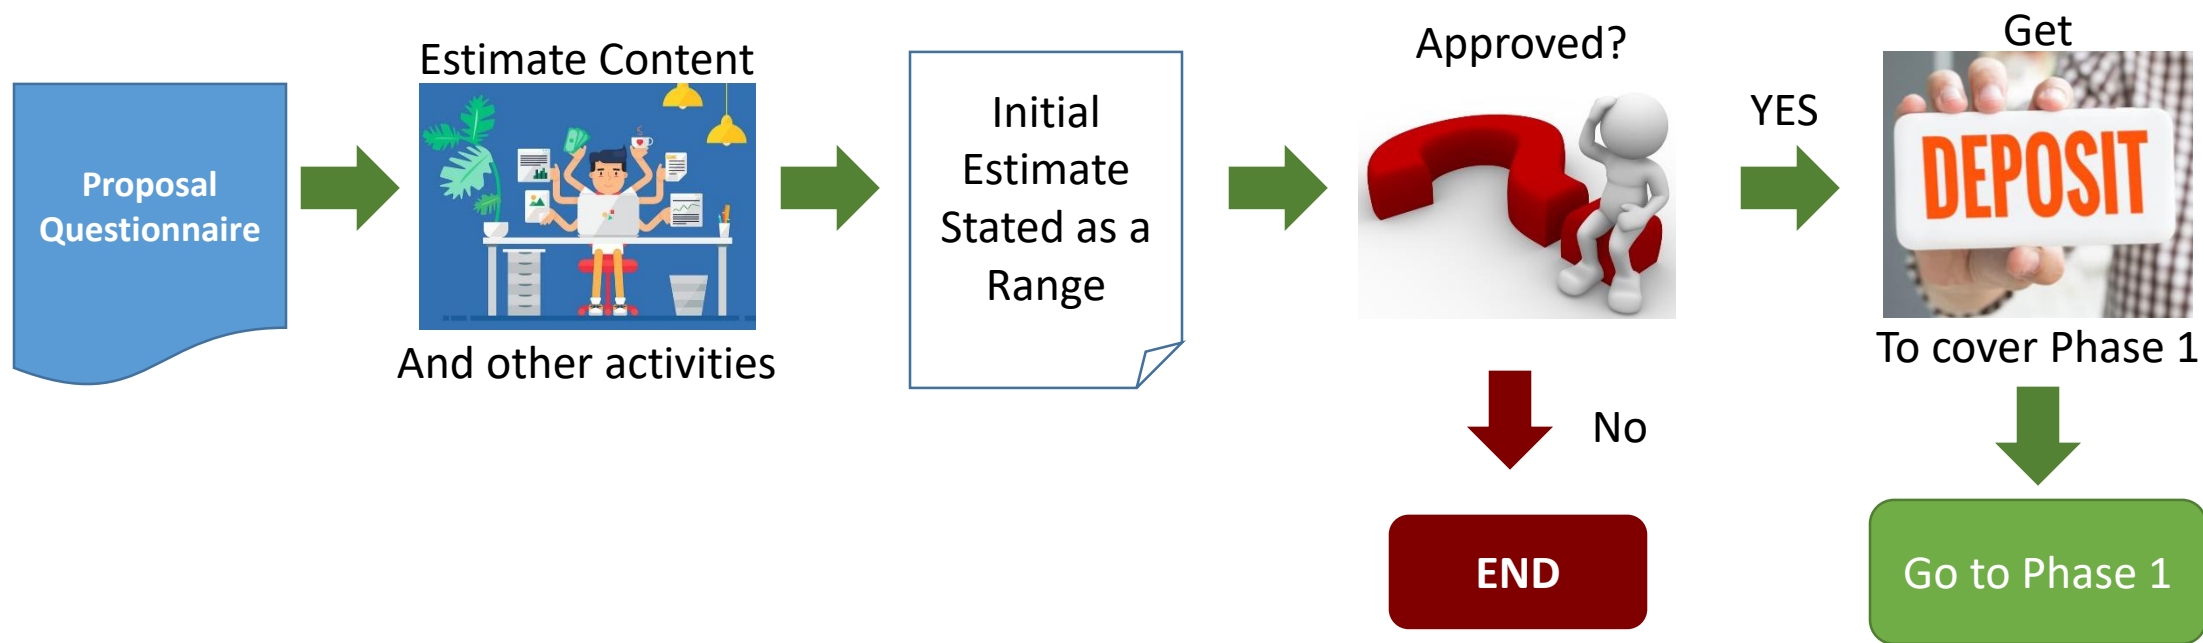 Proposal
Questionnaire
Estimate Content
And other activities
Initial
Estimate
Stated as a
Range
Approved?
YES
No
END
Get
DEPOSIT
To cover Phase 1
Go to Phase 1